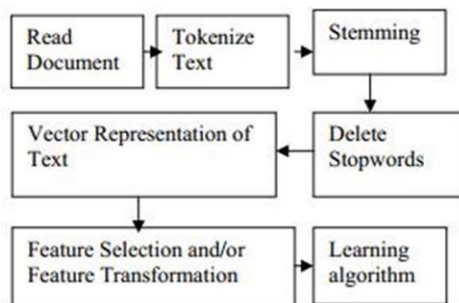 Read
Document
Tokenize
Text
Stemming
Delete
Stopwords
Vector Representation of
Text
Feature Selection and/or
Feature Transformation
Learning
algorithm